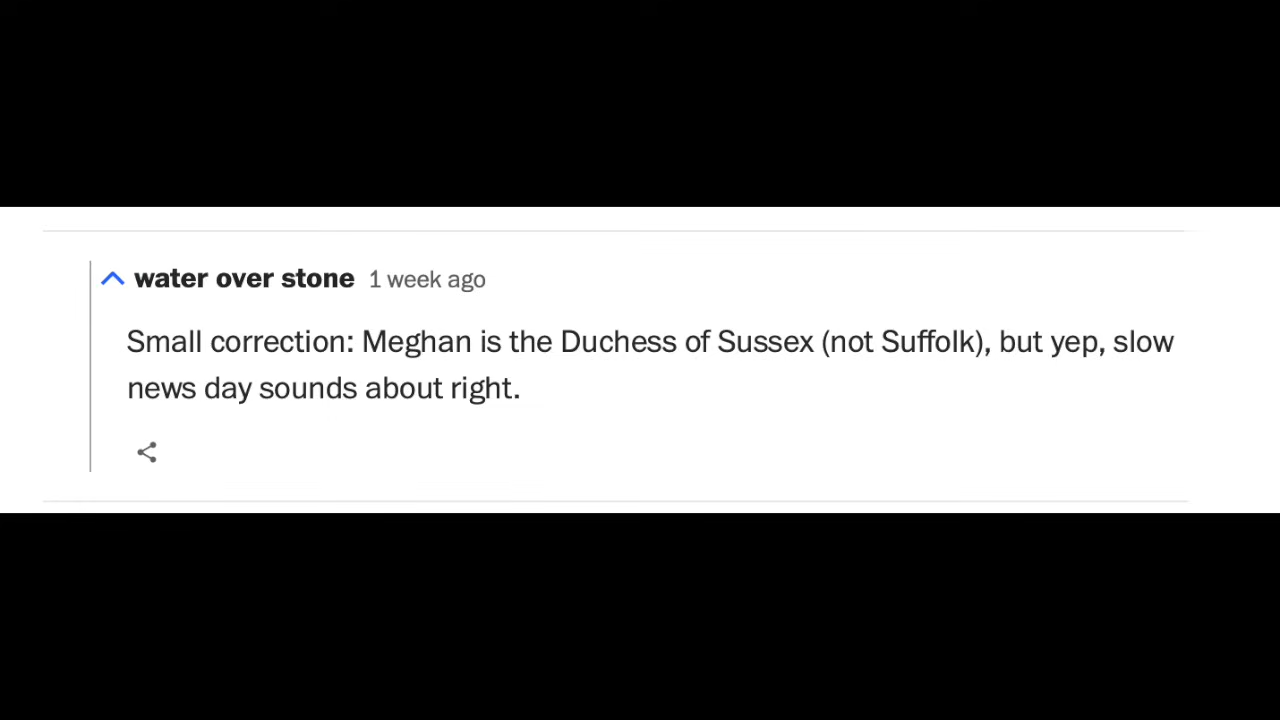 water over stone 1 week ago
Small correction: Meghan is the Duchess of Sussex (not Suffolk), but yep, slow
news day sounds about right.